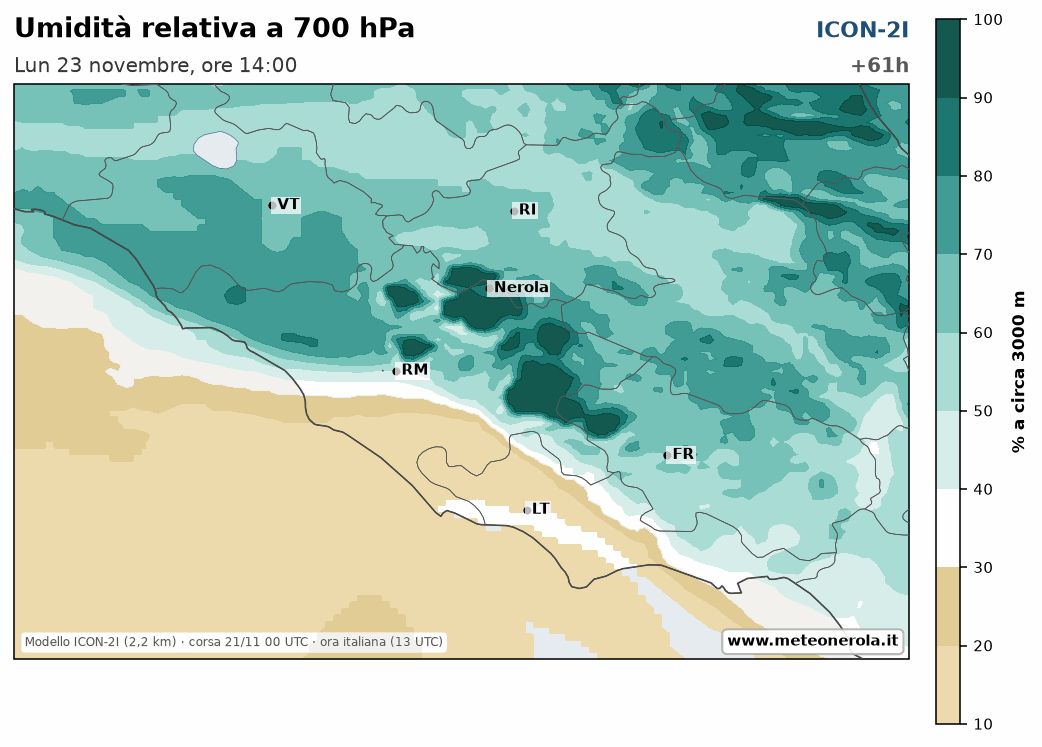 Umidità relativa a 700 hPa
ICON-2I
Lun 23 novembre, ore 14:00
+61h
100
90
80
70
60
50
40
30
20
10
% a circa 3000 m
VT
RI
Nerola
RM
FR
LT
Modello ICON-2I (2,2 km) · corsa 21/11 00 UTC · ora italiana (13 UTC)
www.meteonerola.it